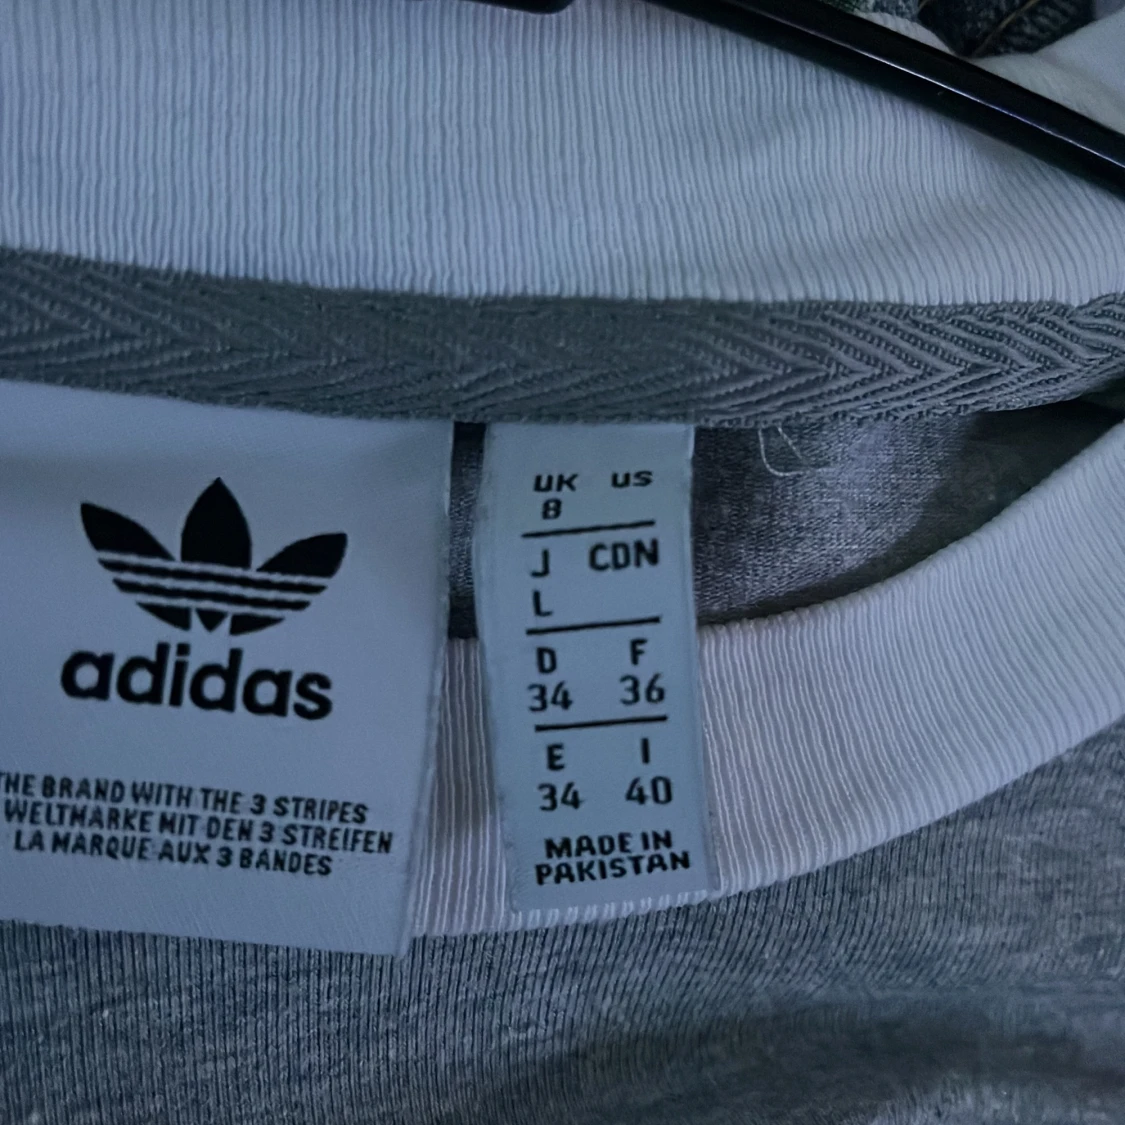 adidas
THE BRAND WITH THE 3 STRIPES
WELTMARKE MIT DEN 3 STREIFEN
LA MARQUE AUX 3 BANDES
UK US
8
J CDN
L
D F
34 36
E I
34 40
MADE IN
PAKISTAN